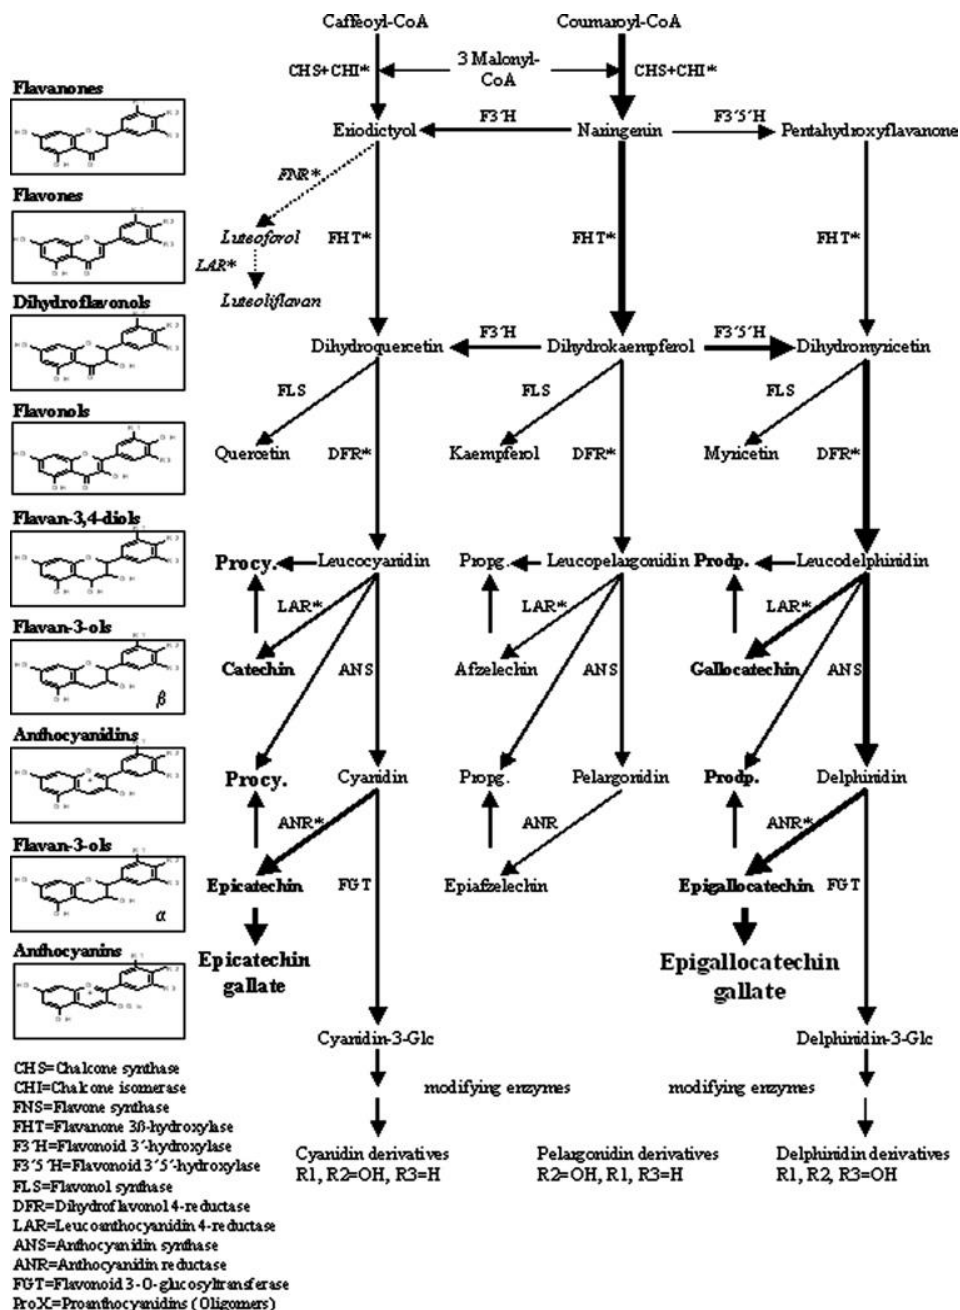 Caffeoyl-CoA
Coumaroyl-CoA
3 Malonyl-
CoA
CHS+CHI*
CHS+CHI*
Flavanones
F3´H
F3´5´H
Eriodictyol
Naringenin
Pentahydroxyflavanone
FNR*
Flavones
Luteoforol
FHT*
FHT*
FHT*
LAR*
Luteoliflavan
Dihydroflavonols
F3´H
F3´5´H
Dihydroquercetin
Dihydrokaempferol
Dihydromyricetin
FLS
FLS
FLS
Flavonols
Quercetin
DFR*
Kaempferol
DFR*
Myricetin
DFR*
Flavan-3,4-diols
Procy.
Leucocyanidin
Propg.
Leucopelargonidin
Prodp.
Leucodelphinidin
LAR*
LAR*
LAR*
Flavan-3-ols
Catechin
ANS
Afzelechin
ANS
Gallocatechin
ANS
β
Anthocyanidins
Procy.
Cyanidin
Propg.
Pelargonidin
Prodp.
Delphinidin
ANR*
ANR
ANR*
Flavan-3-ols
Epicatechin
FGT
Epiafzelechin
Epigallocatechin
FGT
α
Anthocyanins
Epicatechin
gallate
Epigallocatechin
gallate
Cyanidin-3-Glc
Delphinidin-3-Glc
modifying enzymes
modifying enzymes
Cyanidin derivatives
R1, R2=OH, R3=H
Pelargonidin derivatives
R2=OH, R1, R3=H
Delphinidin derivatives
R1, R2, R3=OH
CHS=Chalcone synthase
CHI=Chalcone isomerase
FNS=Flavone synthase
FHT=Flavanone 3ß-hydroxylase
F3´H=Flavonoid 3´-hydroxylase
F3´5´H=Flavonoid 3´5´-hydroxylase
FLS=Flavonol synthase
DFR=Dihydroflavonol 4-reductase
LAR=Leucoanthocyanidin 4-reductase
ANS=Anthocyanidin synthase
ANR=Anthocyanidin reductase
FGT=Flavonoid 3-O-glucosyltransferase
ProX=Proanthocyanidins (Oligomers)